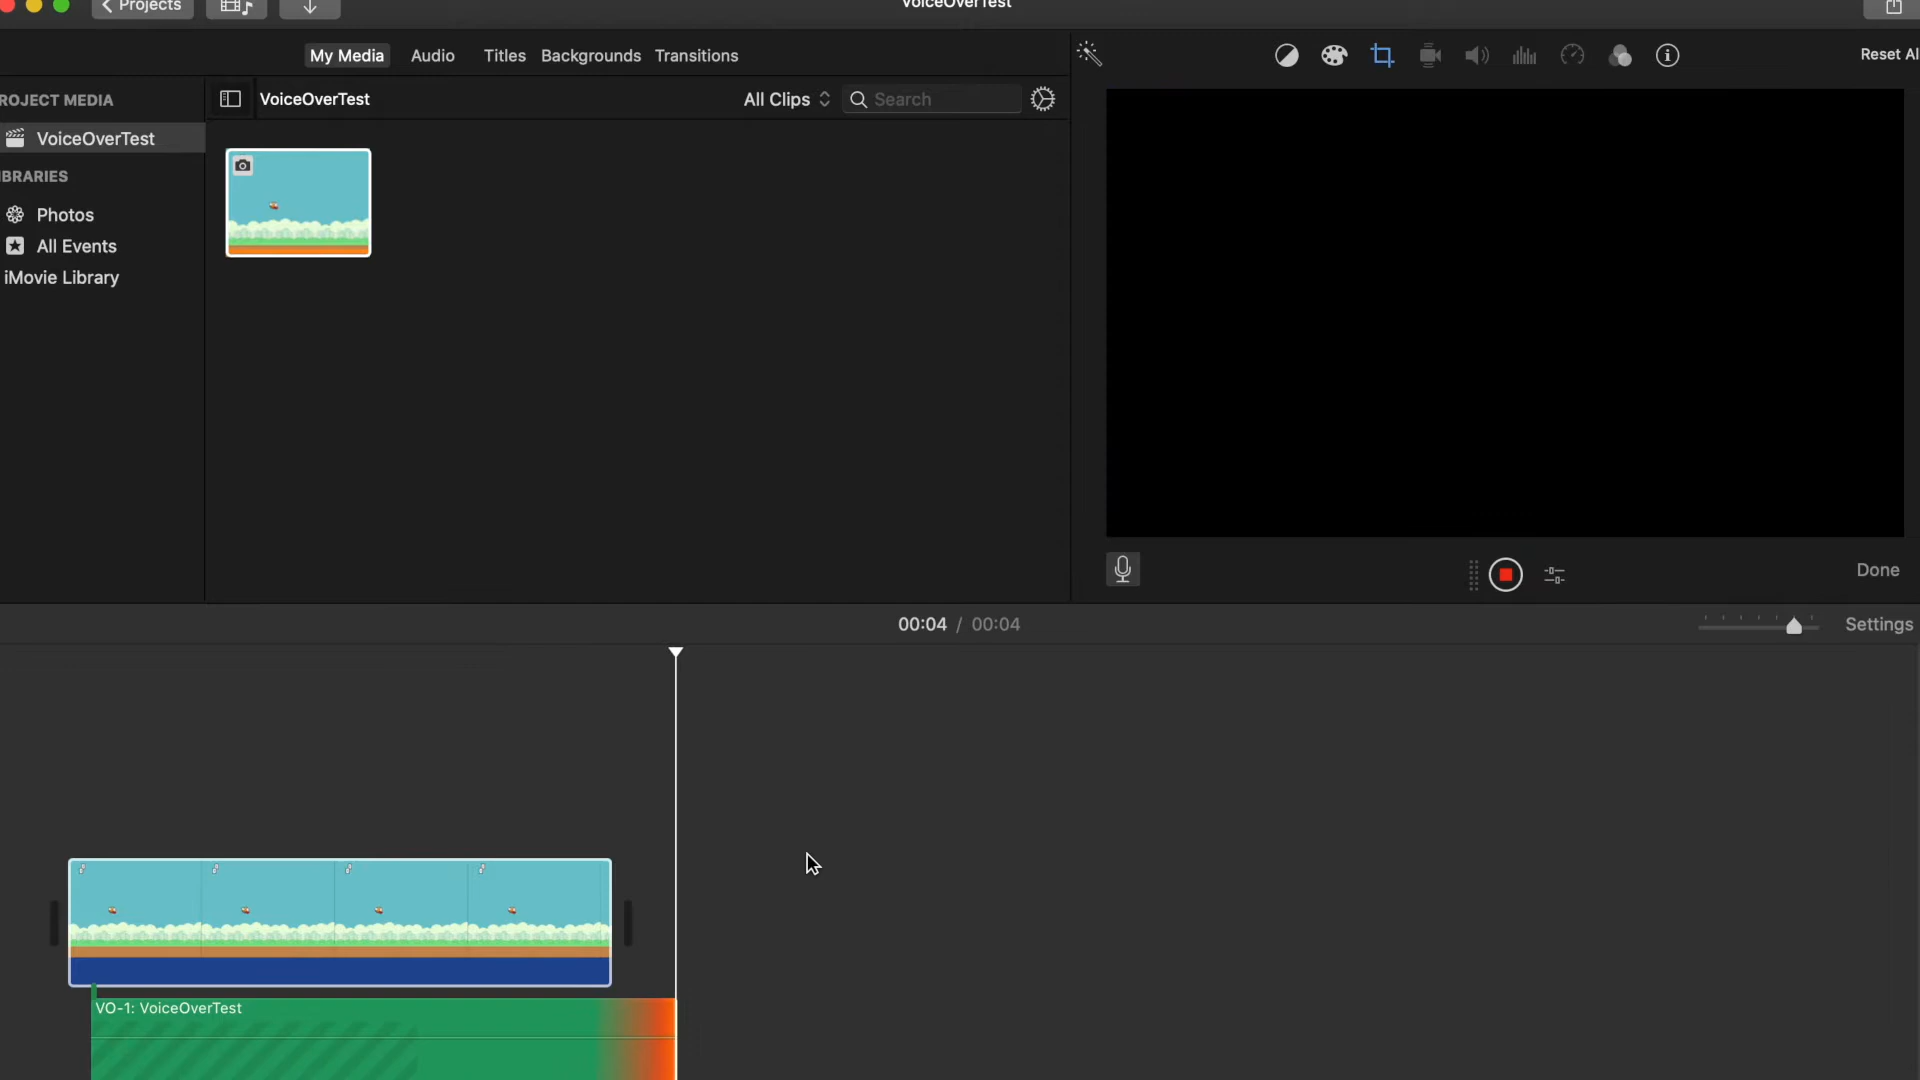 Projects
VoiceOverTest
My Media
Audio
Titles
Backgrounds
Transitions
Reset Al
ROJECT MEDIA
VoiceOverTest
All Clips
Search
VoiceOverTest
IBRARIES
Photos
All Events
iMovie Library
Done
00:04 / 00:04
Settings
VO-1: VoiceOverTest